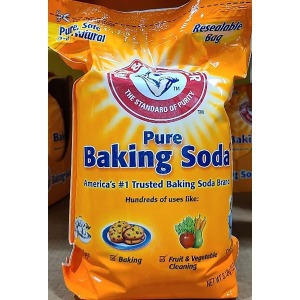 Pure, Safe
Natural
Resealable
Bag
THE STANDARD OF PURITY
TM
Pure
Baking Soda
America's #1 Trusted Baking Soda Brand
Hundreds of uses like:
Baking
Fruit & Vegetable
Cleaning